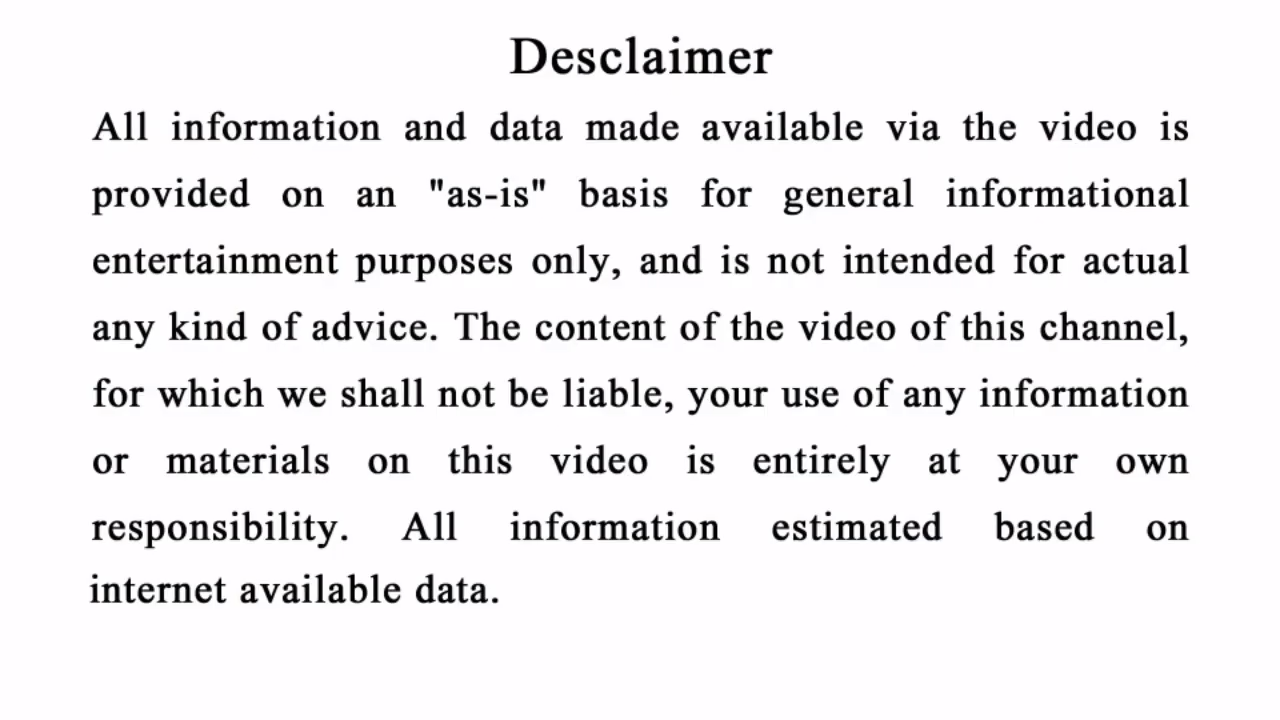 Desclaimer
All information and data made available via the video is
provided on an "as-is" basis for general informational
entertainment purposes only, and is not intended for actual
any kind of advice. The content of the video of this channel,
for which we shall not be liable, your use of any information
or materials on this video is entirely at your own
responsibility. All information estimated based on
internet available data.